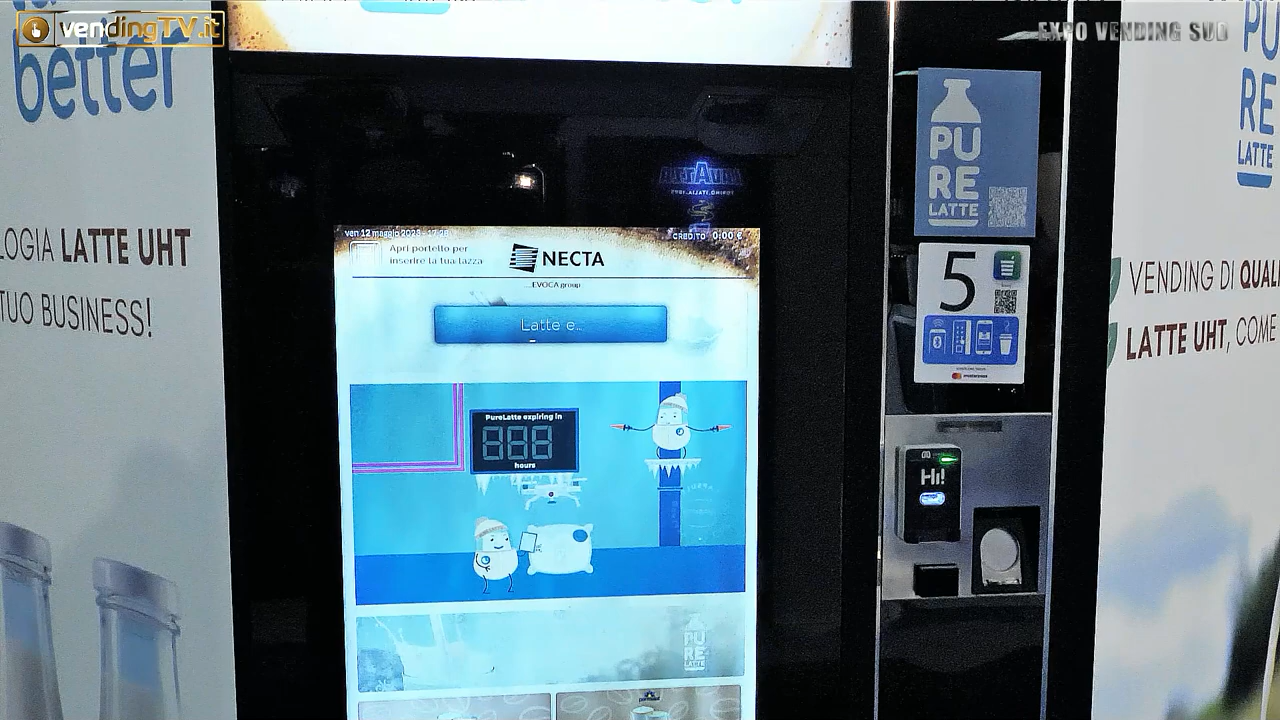 vendingTV.it
EXPO VENDING SUD
better
LOGIA LATTE UHT
TUO BUSINESS!
ven 12 maggio 2023
CREDITO 0:00 €
Apri portello per
inserire la tua tazza
NECTA
...EVOCA group
Latte e...
PureLatte expiring in
888
hours
PU
RE
LATTE
PU
RE
LATTE
5
mastercard
Hi!
PU
RE
LATTE
VENDING DI QUALI
LATTE UHT, COME